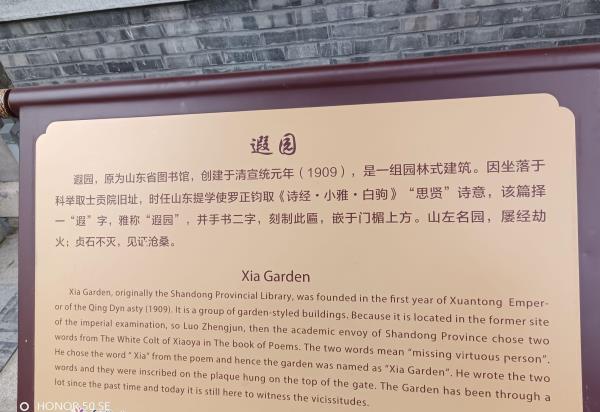 遐园
遐园，原为山东省图书馆，创建于清宣统元年（1909），是一组园林式建筑。因坐落于
科举取士贡院旧址，时任山东提学使罗正钧取《诗经·小雅·白驹》“思贤”诗意，该篇择
一“遐”字，雅称“遐园”，并手书二字，刻制此匾，嵌于门楣上方。山左名园，屡经劫
火；贞石不灭，见证沧桑。
Xia Garden
Xia Garden, originally the Shandong Provincial Library, was founded in the first year of Xuantong Emper-
or of the Qing Dyn asty (1909). It is a group of garden-styled buildings. Because it is located in the former site
of the imperial examination, so Luo Zhengjun, then the academic envoy of Shandong Province chose two
words from The White Colt of Xiaoya in The book of Poems. The two words mean "missing virtuous person".
He chose the word " Xia" from the poem and hence the garden was named as "Xia Garden". He wrote the two
words and they were inscribed on the plaque hung on the top of the gate. The Garden has been through a
lot since the past time and today it is still here to witness the vicissitudes.
HONOR 50 SE